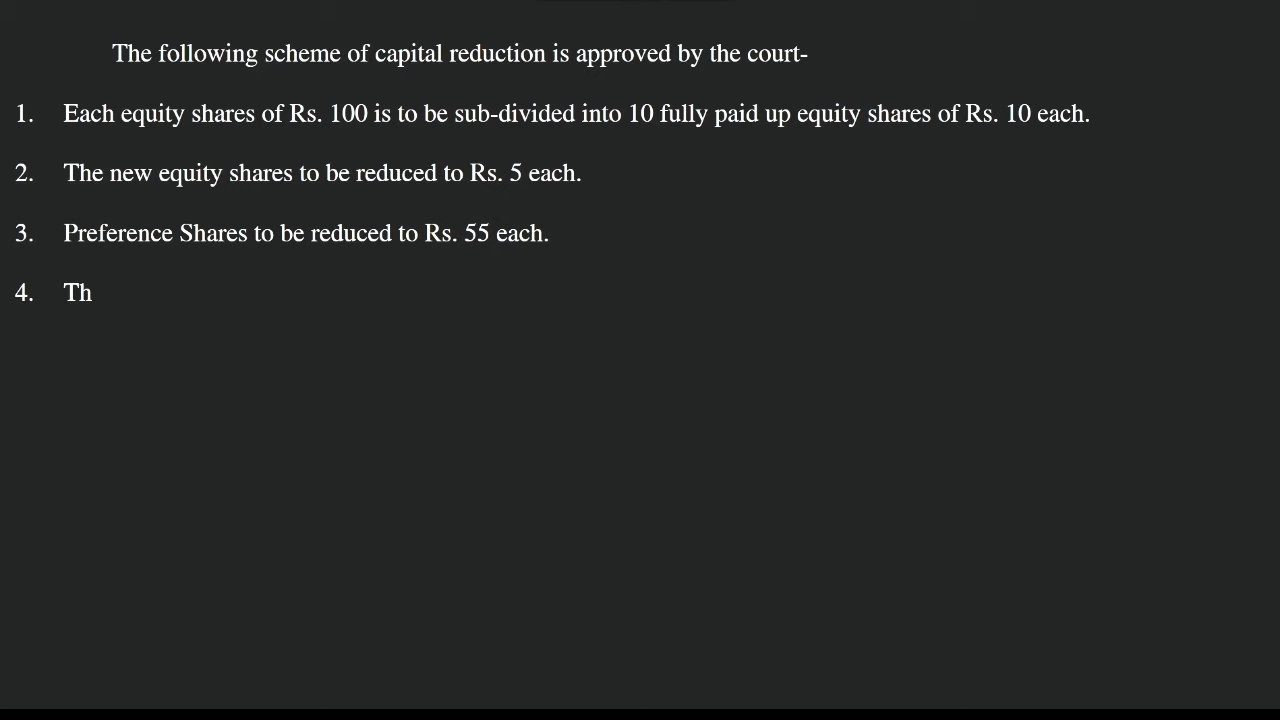 The following scheme of capital reduction is approved by the court-
1. Each equity shares of Rs. 100 is to be sub-divided into 10 fully paid up equity shares of Rs. 10 each.
2. The new equity shares to be reduced to Rs. 5 each.
3. Preference Shares to be reduced to Rs. 55 each.
4. Th